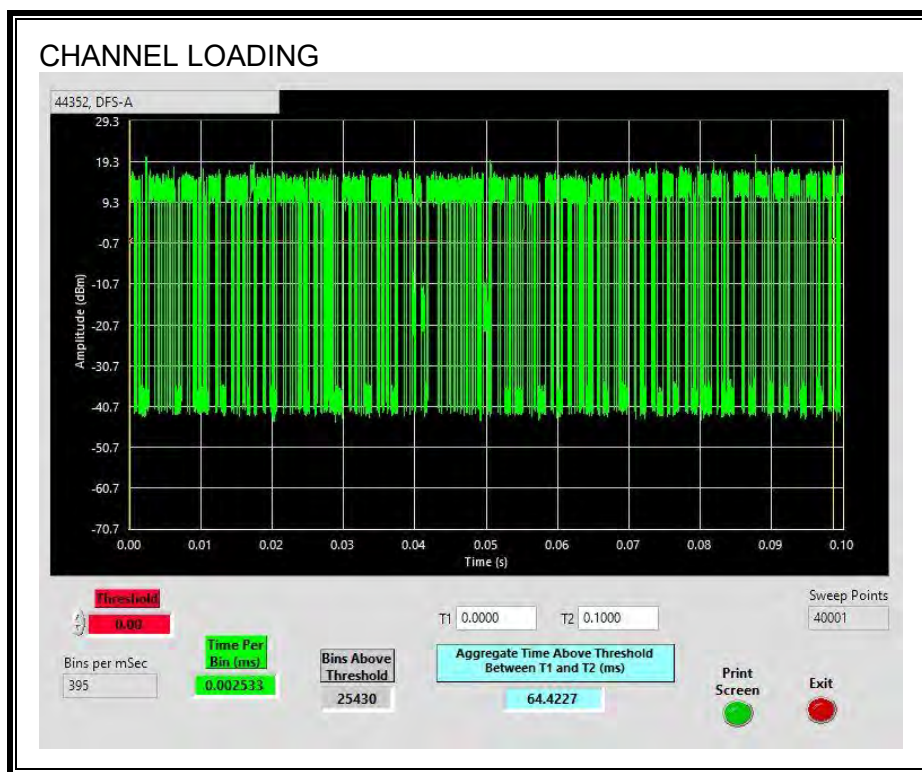 CHANNEL LOADING
44352, DFS-A
29.3
19.3
9.3
-0.7
-10.7
-20.7
-30.7
-40.7
-50.7
-60.7
-70.7
Amplitude (dBm)
0.00 0.01 0.02 0.03 0.04 0.05 0.06 0.07 0.08 0.09 0.10
Time (s)
Threshold
0.00
Bins per mSec
395
Time Per
Bin (ms)
0.002533
Bins Above
Threshold
25430
T1 0.0000 T2 0.1000
Aggregate Time Above Threshold
Between T1 and T2 (ms)
64.4227
Sweep Points
40001
Print
Screen
Exit